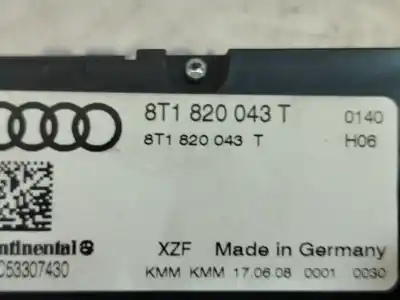 8T1 820 043 T 0140
8T1 820 043 T H06
ntinental XZF Made in Germany
C53307430 KMM KMM 17.06.08 0001 0030